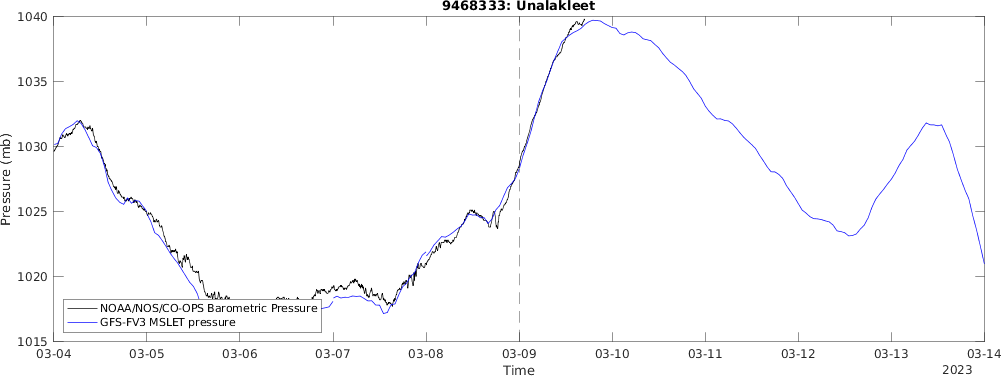 9468333: Unalakleet
Pressure (mb)
1040
1035
1030
1025
1020
1015
NOAA/NOS/CO-OPS Barometric Pressure
GFS-FV3 MSLET pressure
03-04 03-05 03-06 03-07 03-08 03-09 03-10 03-11 03-12 03-13 03-14
Time
2023